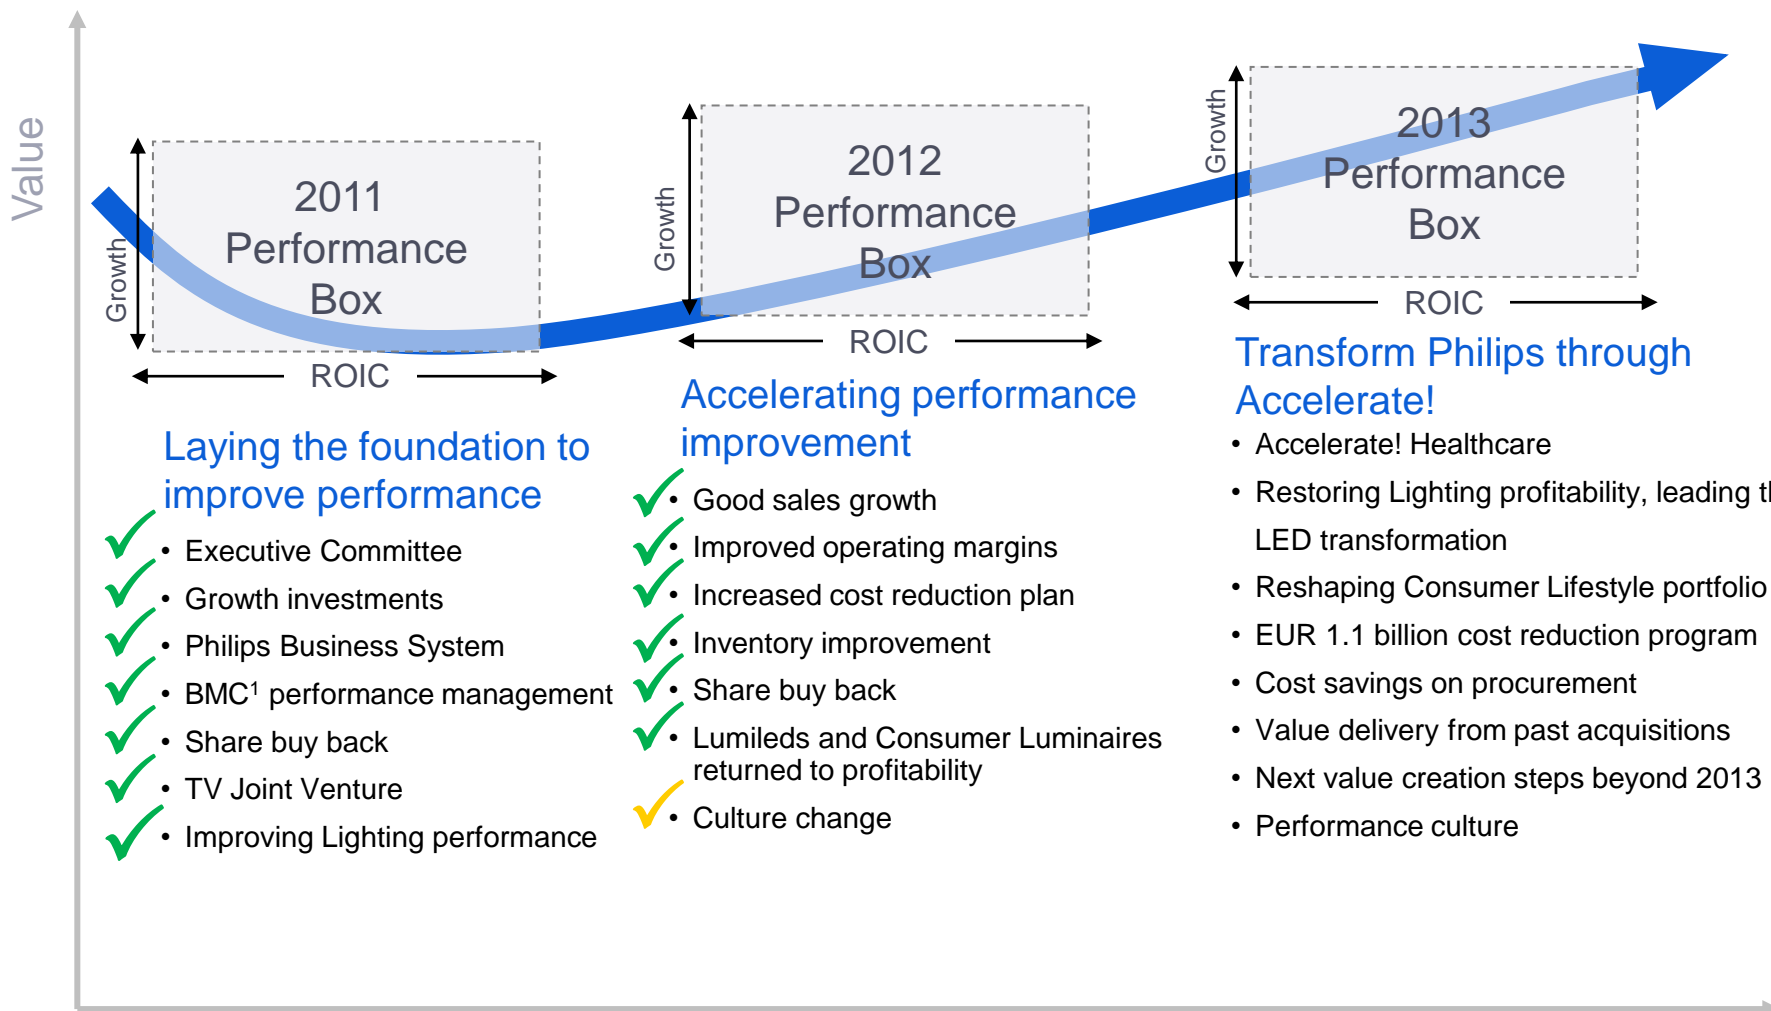 Value
Growth
2011
Performance
Box
ROIC
Laying the foundation to
improve performance
• Executive Committee
• Growth investments
• Philips Business System
• BMC¹ performance management
• Share buy back
• TV Joint Venture
• Improving Lighting performance
Growth
2012
Performance
Box
ROIC
Accelerating performance
improvement
• Good sales growth
• Improved operating margins
• Increased cost reduction plan
• Inventory improvement
• Share buy back
• Lumileds and Consumer Luminaires
returned to profitability
• Culture change
Growth
2013
Performance
Box
ROIC
Transform Philips through
Accelerate!
• Accelerate! Healthcare
• Restoring Lighting profitability, leading
LED transformation
• Reshaping Consumer Lifestyle portfolio
• EUR 1.1 billion cost reduction program
• Cost savings on procurement
• Value delivery from past acquisitions
• Next value creation steps beyond 2013
• Performance culture